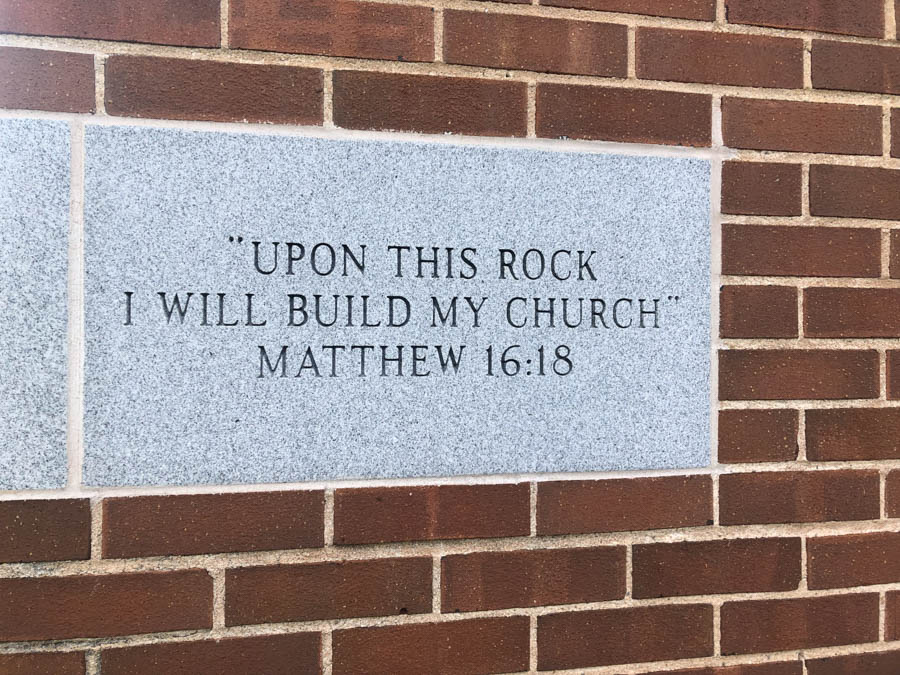 "UPON THIS ROCK
I WILL BUILD MY CHURCH"
MATTHEW 16:18